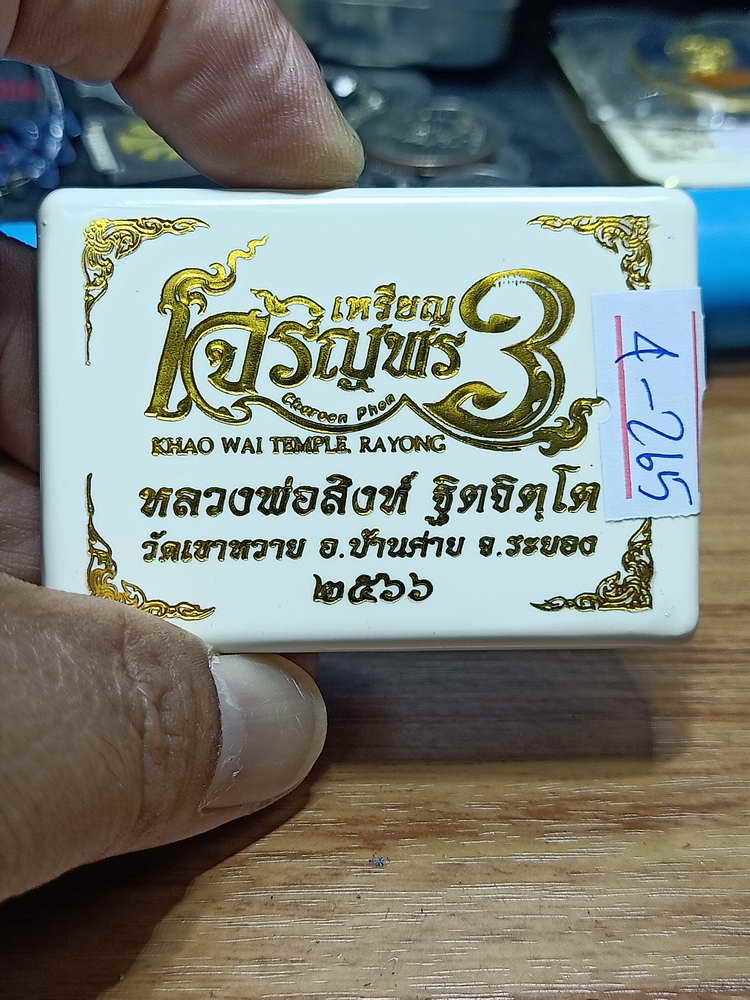 เหรียญ
เจริญพร 3
Charoen Phon
KHAO WAI TEMPLE. RAYONG
หลวงพ่อสิงห์ ฐิตจิตฺโต
วัดเขาหวาย อ.บ้านค่าย จ.ระยอง
๒๕๖๖
4-265